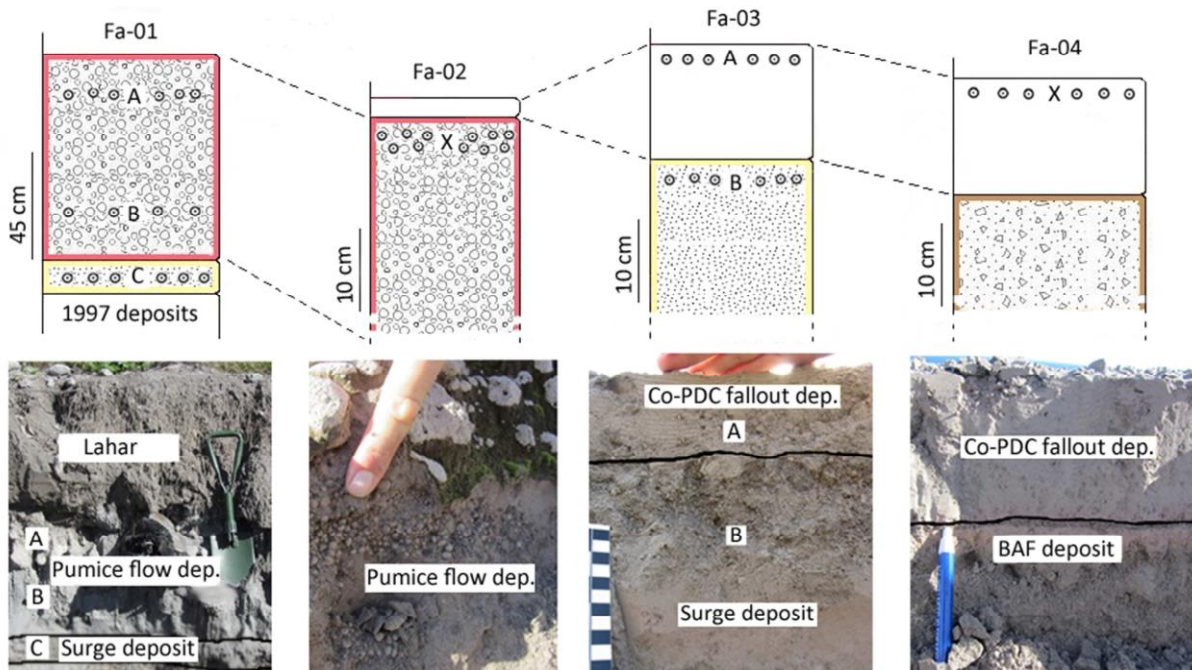 Fa-01
A
B
C
1997 deposits
45 cm
Fa-02
X
10 cm
Fa-03
A
B
10 cm
Fa-04
X
10 cm
Lahar
A
Pumice flow dep.
B
C Surge deposit
Pumice flow dep.
Co-PDC fallout dep.
A
B
Surge deposit
Co-PDC fallout dep.
BAF deposit